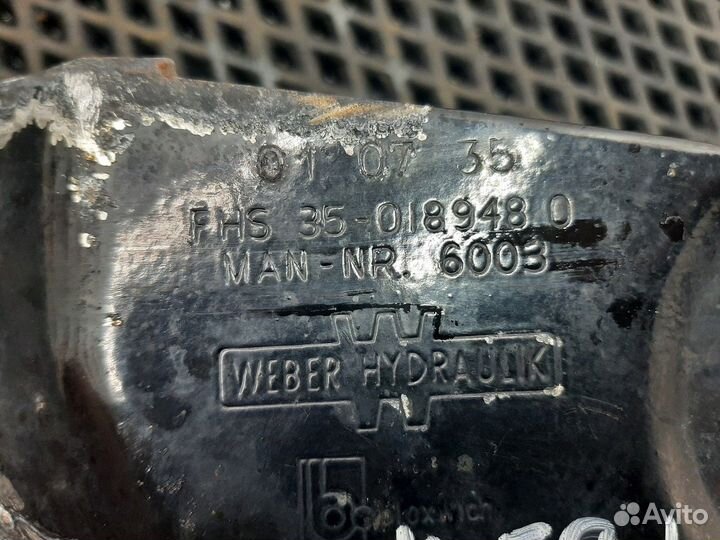 01 07 35
FHS 35-018948.0
MAN-NR. 6003
WEBER HYDRAULIK
Avito